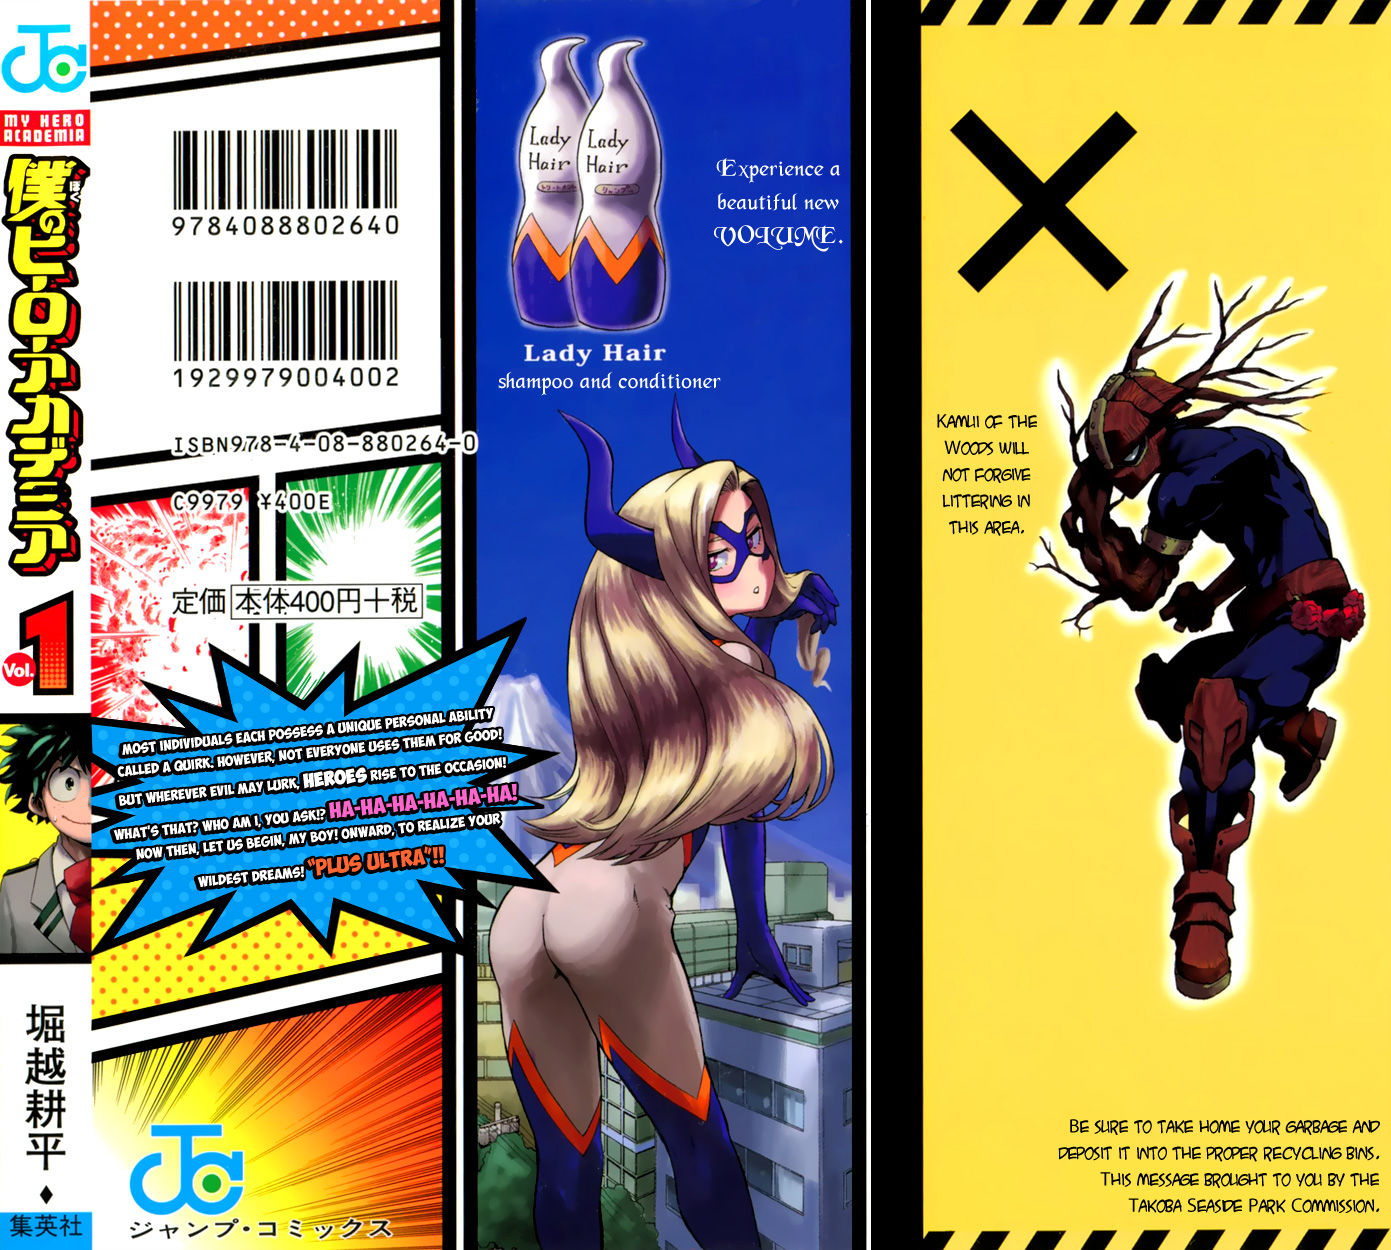 MY HERO
ACADEMIA
僕のヒーローアカデミア
ぼく
Vol.1
堀越耕平
集英社
9784088802640
1929979004002
ISBN978-4-08-880264-0
C9979 ¥400E
定価 本体400円+税
MOST INDIVIDUALS EACH POSSESS A UNIQUE PERSONAL ABILITY
CALLED A QUIRK. HOWEVER, NOT EVERYONE USES THEM FOR GOOD!
BUT WHEREVER EVIL MAY LURK, HEROES RISE TO THE OCCASION!
WHAT'S THAT? WHO AM I, YOU ASK!? HA-HA-HA-HA-HA-HA!
NOW THEN, LET US BEGIN, MY BOY! ONWARD, TO REALIZE YOUR
WILDEST DREAMS! "PLUS ULTRA"!!
ジャンプ・コミックス
Lady
Hair
Lady
Hair
Experience a
beautiful new
VOLUME.
Lady Hair
shampoo and conditioner
KAMUI OF THE
WOODS WILL
NOT FORGIVE
LITTERING IN
THIS AREA.
BE SURE TO TAKE HOME YOUR GARBAGE AND
DEPOSIT IT INTO THE PROPER RECYCLING BINS.
THIS MESSAGE BROUGHT TO YOU BY THE
TAKOBA SEASIDE PARK COMMISSION.